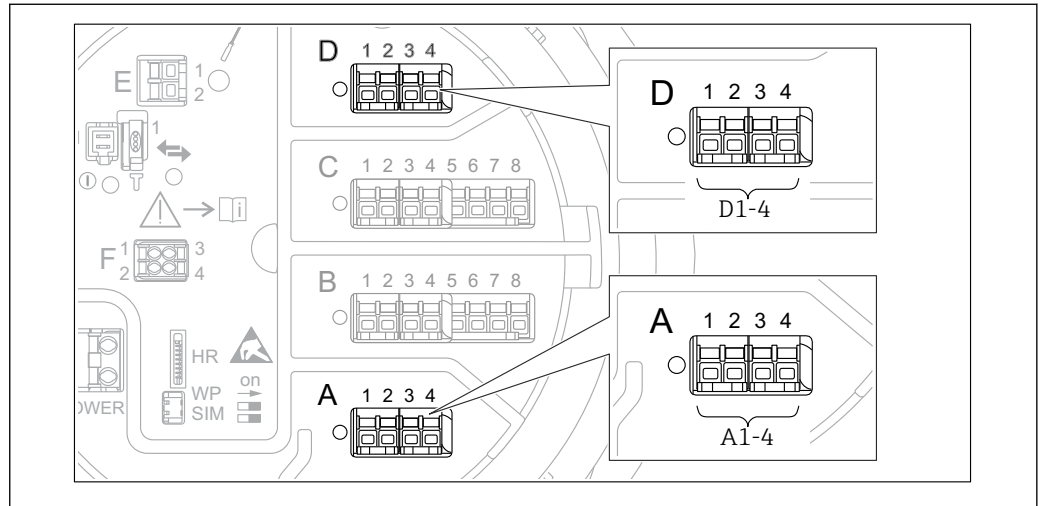 D 1 2 3 4
E 1
2
1
C 1 2 3 4 5 6 7 8
i
F 1 3
2 4
B 1 2 3 4 5 6 7 8
HR
WP on
SIM
OWER
A 1 2 3 4
D 1 2 3 4
D1-4
A 1 2 3 4
A1-4